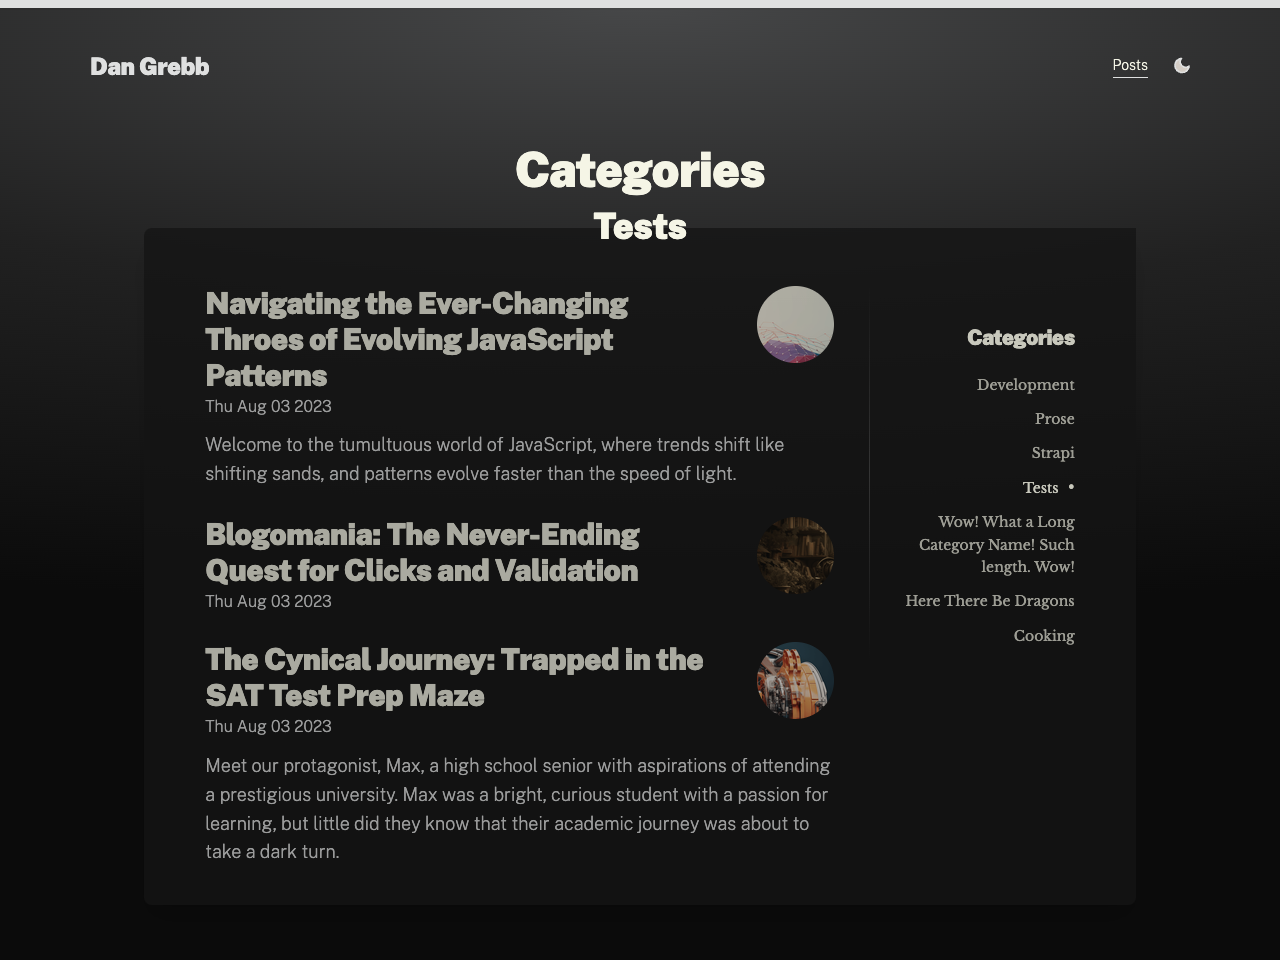 Dan Grebb
Posts
Categories
Tests
Navigating the Ever-Changing
Throes of Evolving JavaScript
Patterns
Thu Aug 03 2023
Welcome to the tumultuous world of JavaScript, where trends shift like
shifting sands, and patterns evolve faster than the speed of light.
Blogomania: The Never-Ending
Quest for Clicks and Validation
Thu Aug 03 2023
The Cynical Journey: Trapped in the
SAT Test Prep Maze
Thu Aug 03 2023
Meet our protagonist, Max, a high school senior with aspirations of attending
a prestigious university. Max was a bright, curious student with a passion for
learning, but little did they know that their academic journey was about to
take a dark turn.
Categories
Development
Prose
Strapi
Tests •
Wow! What a Long
Category Name! Such
length. Wow!
Here There Be Dragons
Cooking